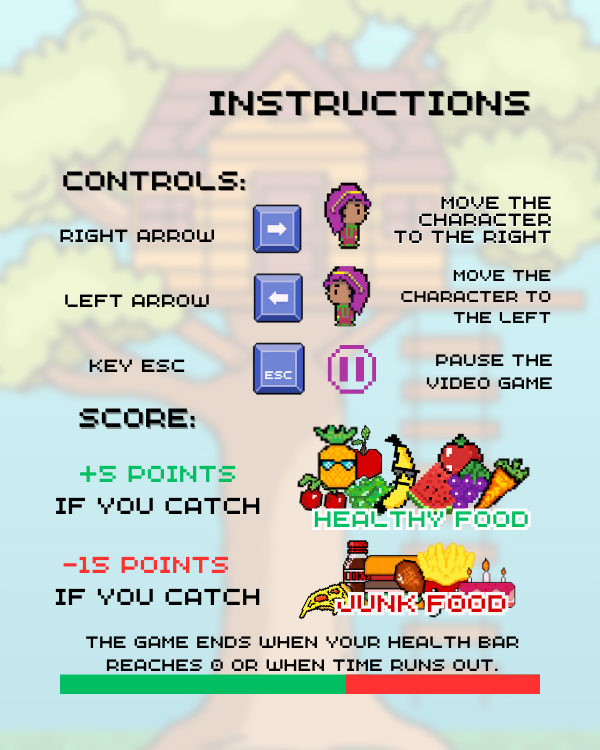 INSTRUCTIONS
CONTROLS:
RIGHT ARROW
MOVE THE
CHARACTER
TO THE RIGHT
LEFT ARROW
MOVE THE
CHARACTER TO
THE LEFT
KEY ESC
ESC
PAUSE THE
VIDEO GAME
SCORE:
+5 POINTS
IF YOU CATCH
HEALTHY FOOD
-15 POINTS
IF YOU CATCH
JUNK FOOD
THE GAME ENDS WHEN YOUR HEALTH BAR
REACHES 0 OR WHEN TIME RUNS OUT.